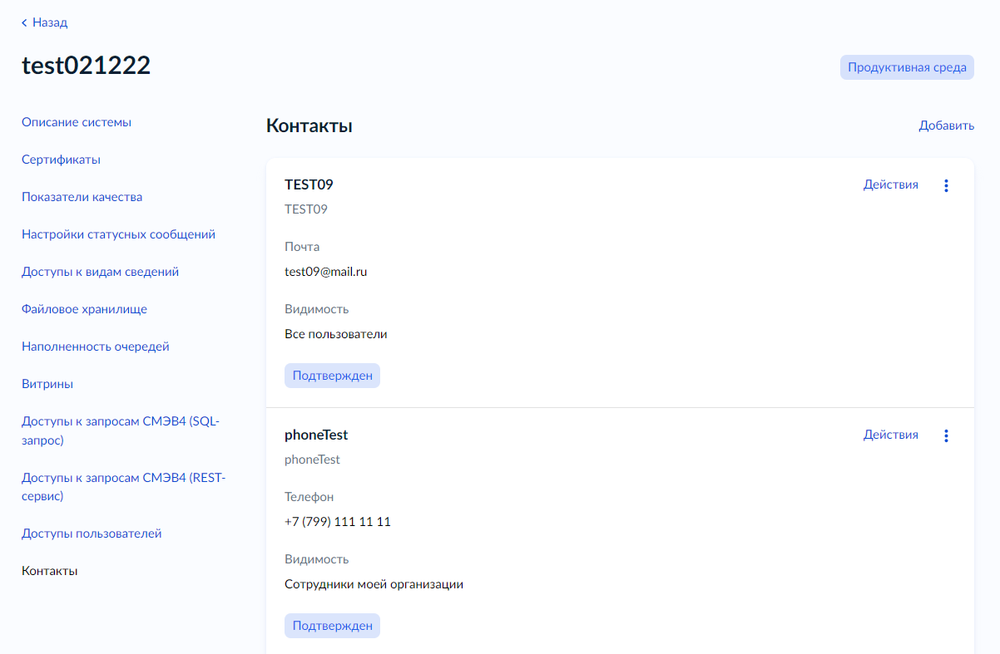 Назад
test021222
Продуктивная среда
Описание системы
Сертификаты
Показатели качества
Настройки статусных сообщений
Доступы к видам сведений
Файловое хранилище
Наполненность очередей
Витрины
Доступы к запросам СМЭВ4 (SQL-
запрос)
Доступы к запросам СМЭВ4 (REST-
сервис)
Доступы пользователей
Контакты
Контакты
Добавить
TEST09
Действия
TEST09
Почта
test09@mail.ru
Видимость
Все пользователи
Подтвержден
phoneTest
Действия
phoneTest
Телефон
+7 (799) 111 11 11
Видимость
Сотрудники моей организации
Подтвержден